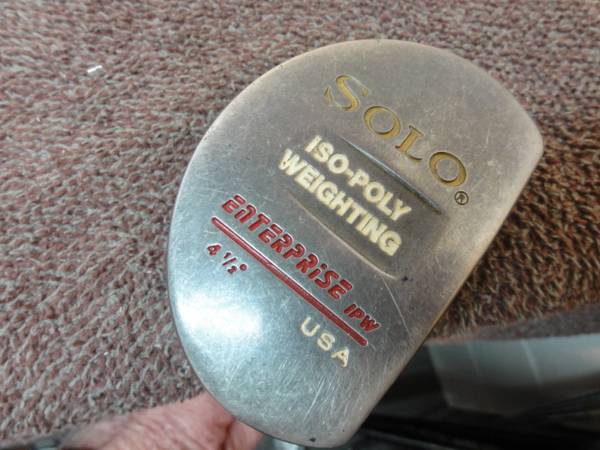 SOLO®
ISO-POLY
WEIGHTING
ENTERPRISE IPW
4 1/2°
USA